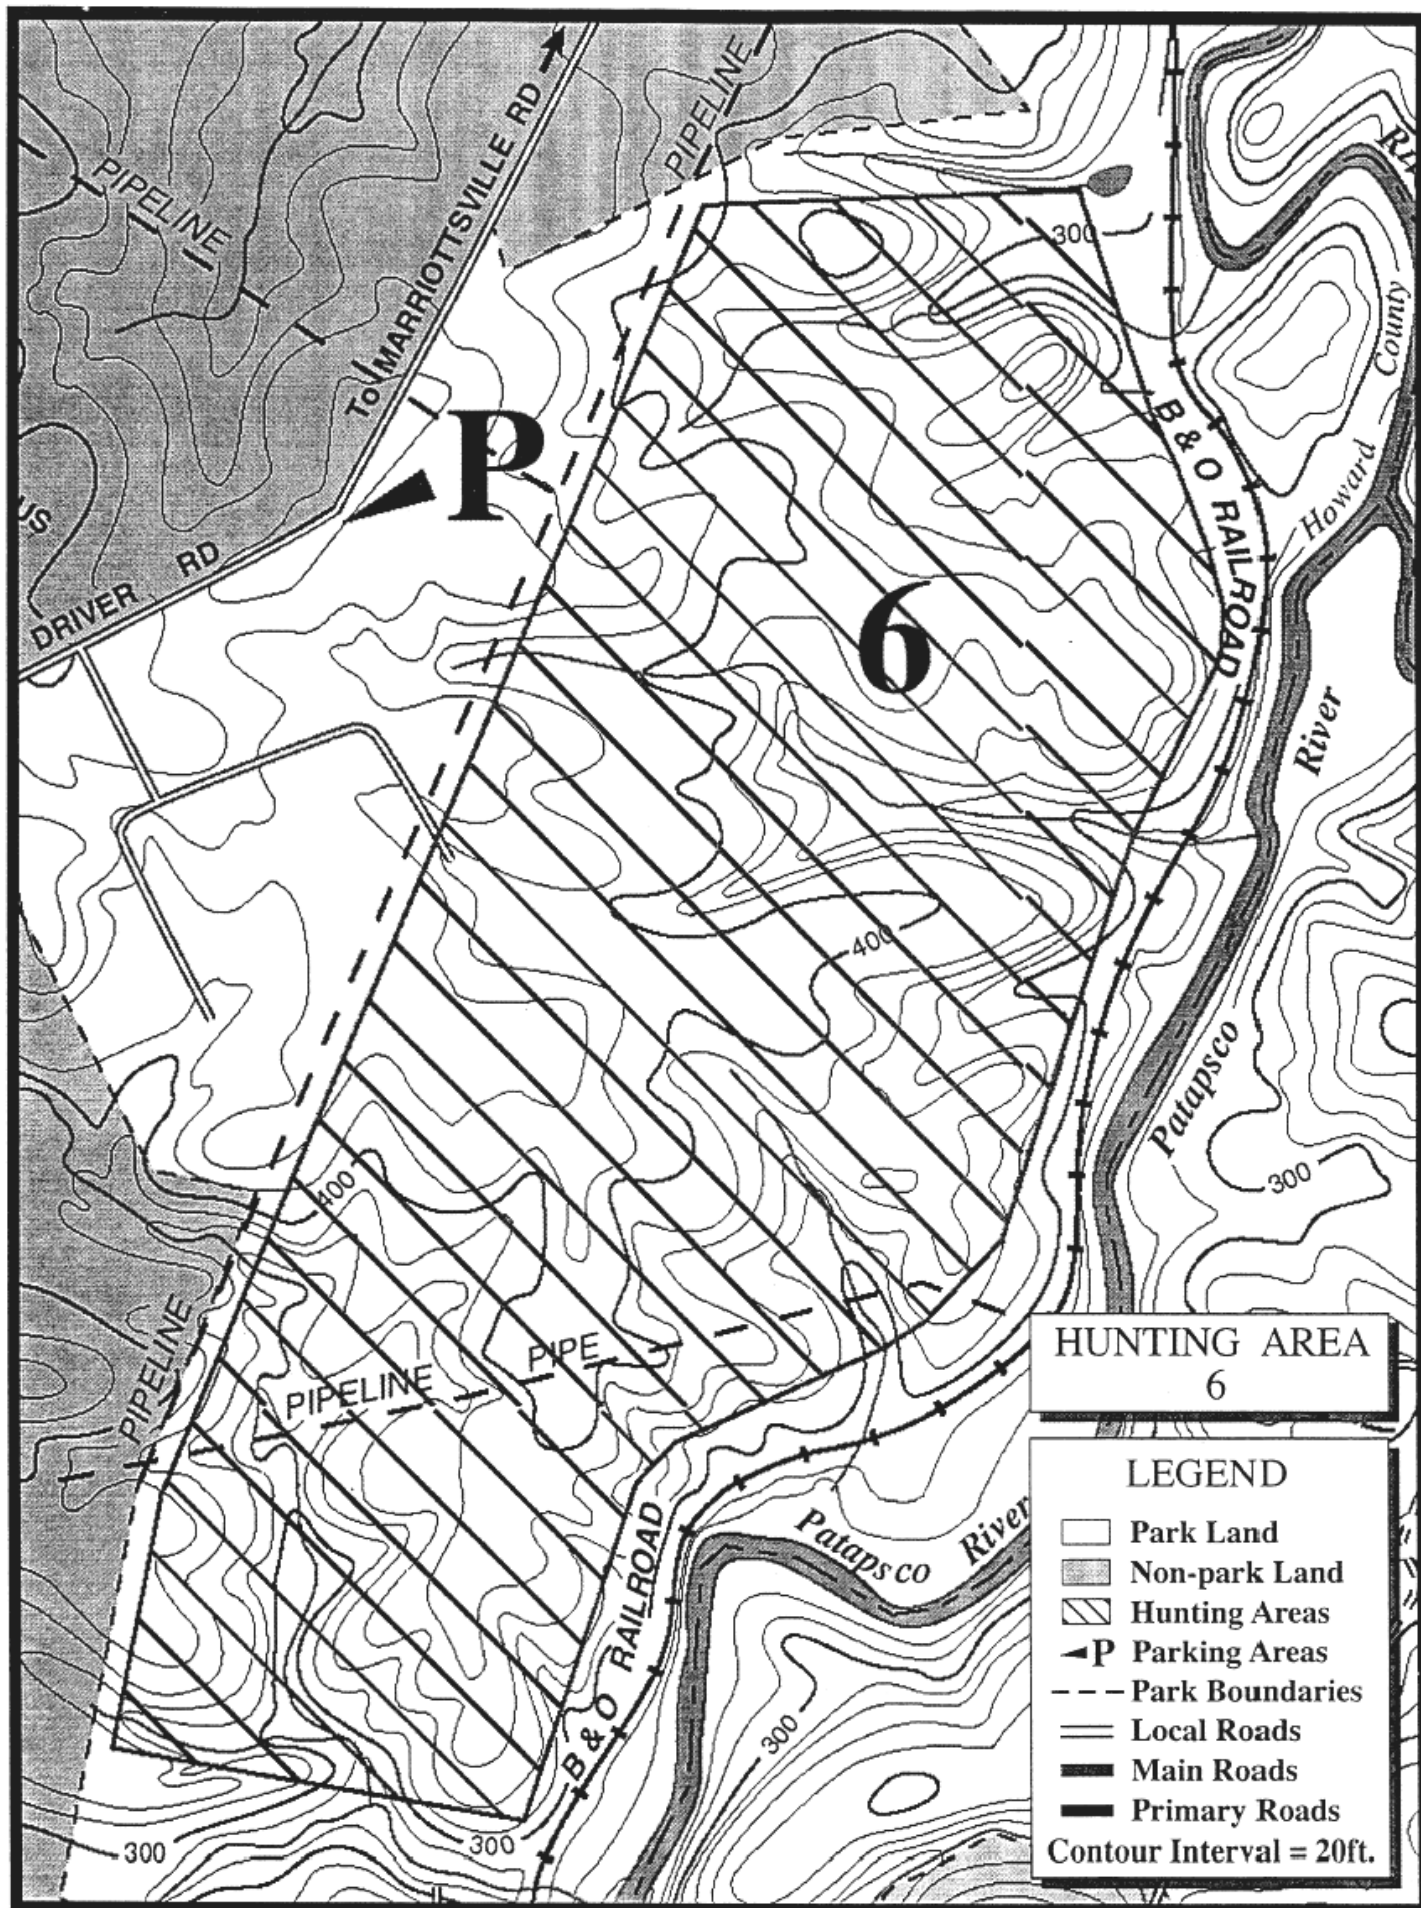 PIPELINE
PIPELINE
To MARRIOTTSVILLE RD
P
DRIVER RD
US
300
6
B & O RAILROAD
Howard County
River
Patapsco
400
400
300
PIPELINE
PIPELINE
PIPE
B & O RAILROAD
Patapsco River
300
300
300
HUNTING AREA
6
LEGEND
Park Land
Non-park Land
Hunting Areas
P Parking Areas
Park Boundaries
Local Roads
Main Roads
Primary Roads
Contour Interval = 20ft.